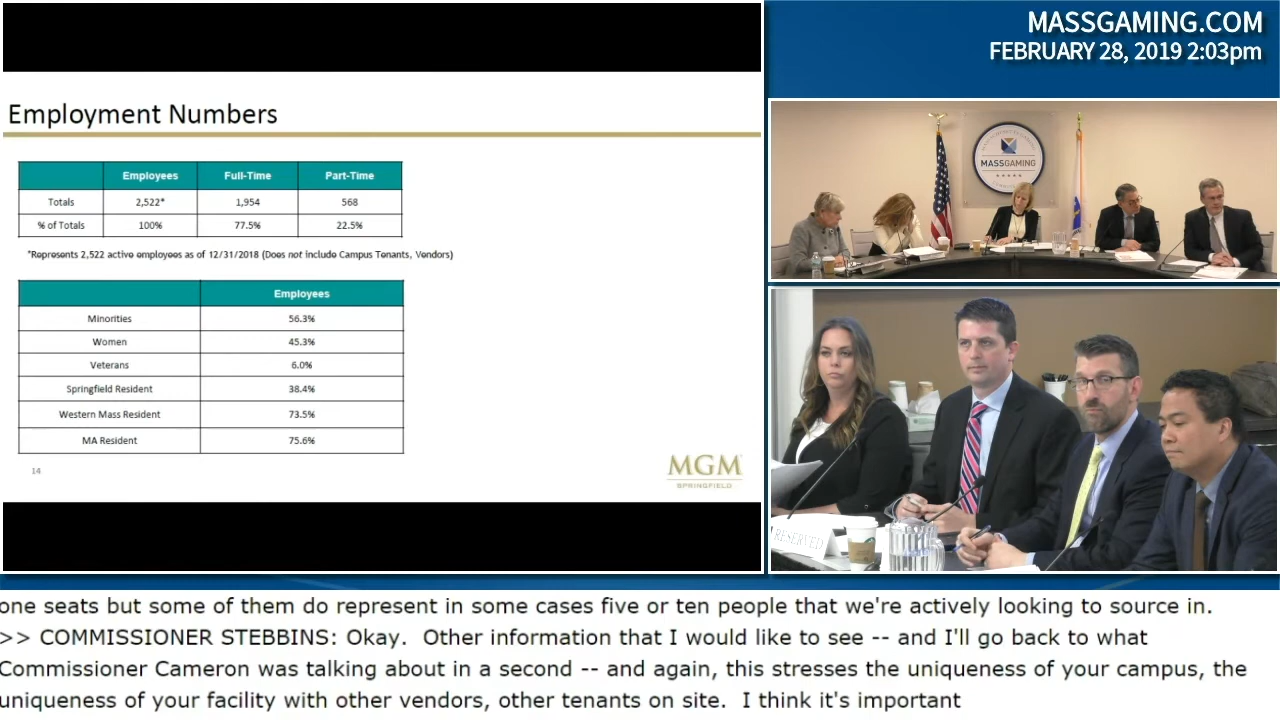 MASSGAMING.COM
FEBRUARY 28, 2019 2:03pm
Employment Numbers
Employees Full-Time Part-Time
Totals 2,522* 1,954 568
% of Totals 100% 77.5% 22.5%
*Represents 2,522 active employees as of 12/31/2018 (Does not include Campus Tenants, Vendors)
Employees
Minorities 56.3%
Women 45.3%
Veterans 6.0%
Springfield Resident 38.4%
Western Mass Resident 73.5%
MA Resident 75.6%
14
MGM
SPRINGFIELD
MASSGAMING
RESERVED
one seats but some of them do represent in some cases five or ten people that we're actively looking to source in.
>> COMMISSIONER STEBBINS: Okay. Other information that I would like to see -- and I'll go back to what
Commissioner Cameron was talking about in a second -- and again, this stresses the uniqueness of your campus, the
uniqueness of your facility with other vendors, other tenants on site. I think it's important